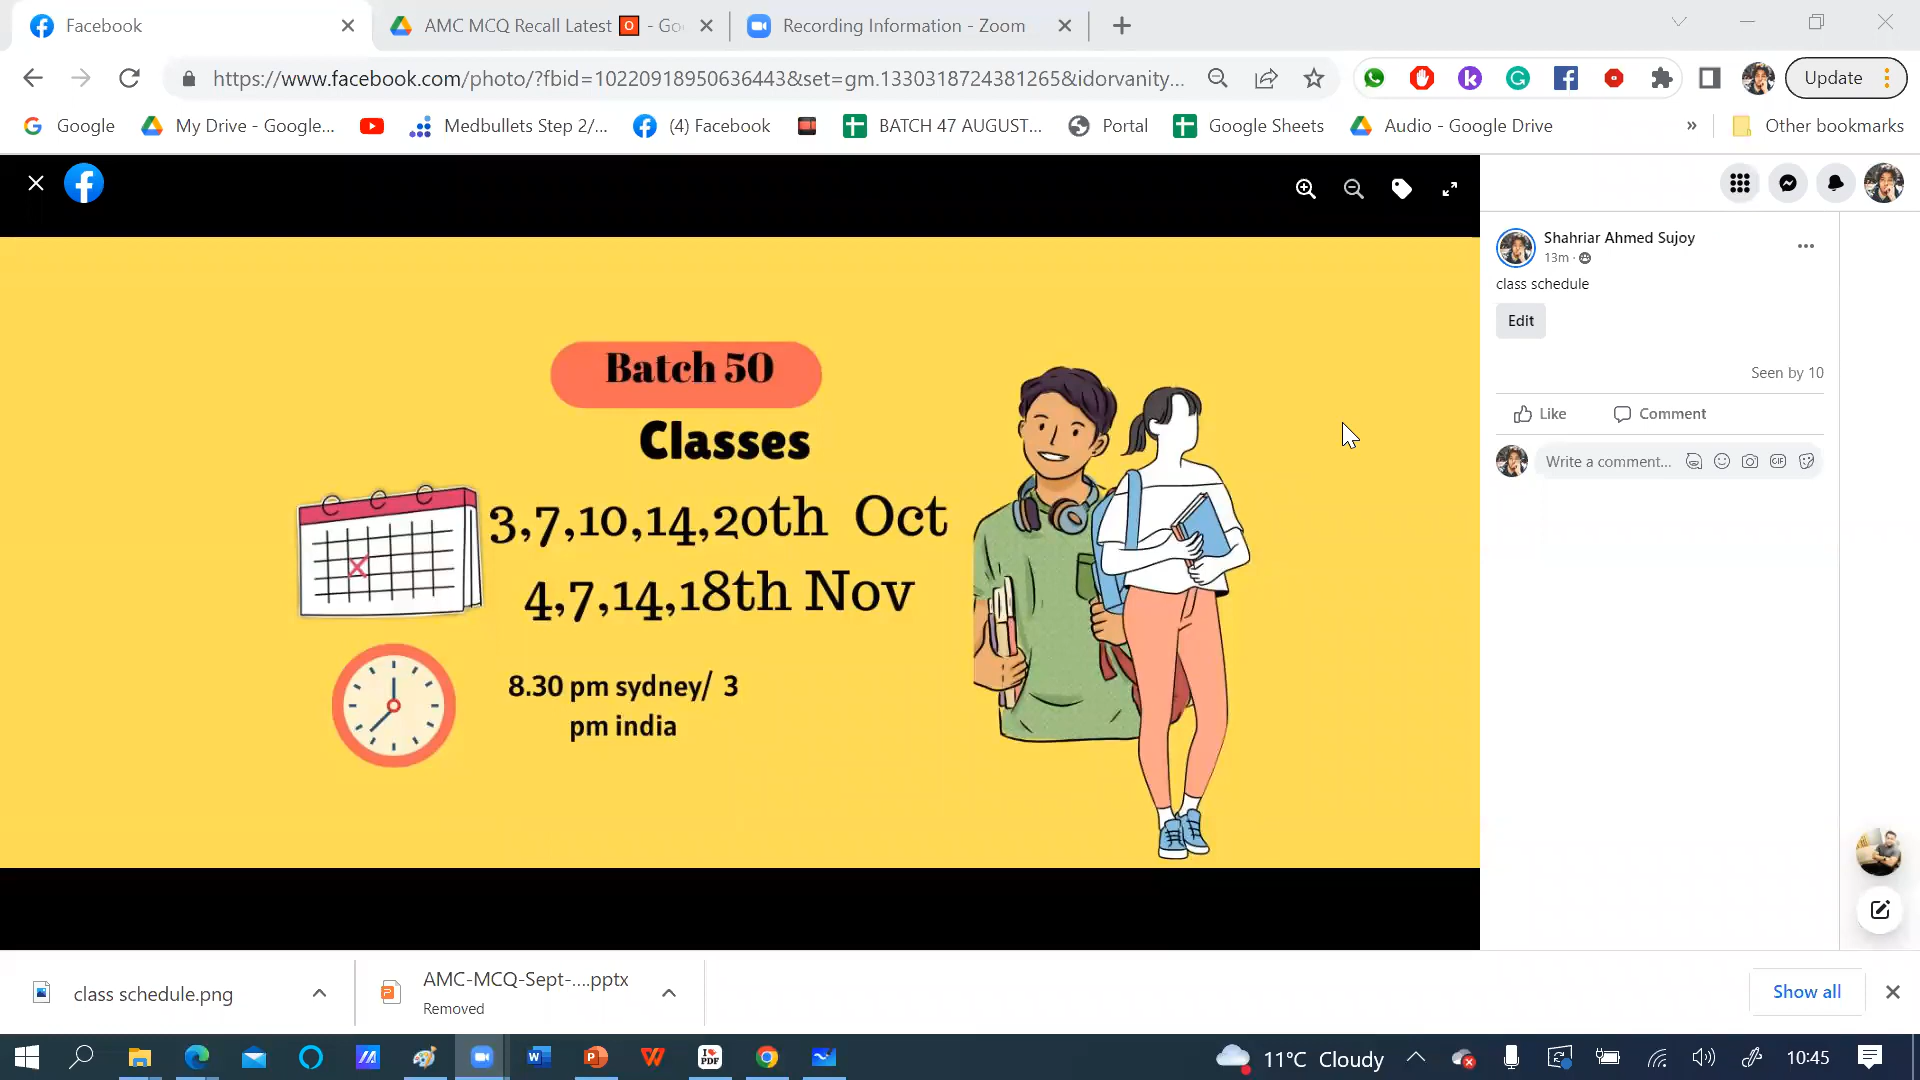 Facebook
AMC MCQ Recall Latest 🅾 - Go
Recording Information - Zoom
https://www.facebook.com/photo/?fbid=10220918950636443&set=gm.1330318724381265&idorvanity...
Update
Google
My Drive - Google...
Medbullets Step 2/...
(4) Facebook
BATCH 47 AUGUST...
Portal
Google Sheets
Audio - Google Drive
»
Other bookmarks
Batch 50
Classes
3,7,10,14,20th Oct
4,7,14,18th Nov
8.30 pm sydney/ 3
pm india
Shahriar Ahmed Sujoy
13m ·
class schedule
Edit
Seen by 10
Like
Comment
Write a comment...
GIF
class schedule.png
AMC-MCQ-Sept-....pptx
Removed
Show all
11°C Cloudy
10:45